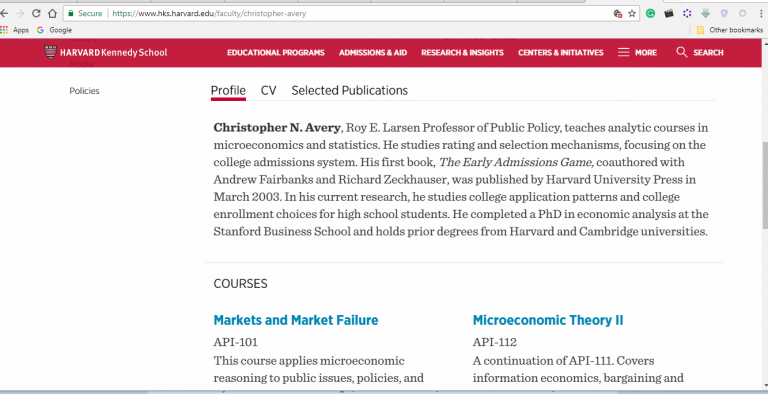 Secure https://www.hks.harvard.edu/faculty/christopher-avery
Apps G Google Other bookmarks
HARVARD Kennedy School EDUCATIONAL PROGRAMS ADMISSIONS & AID RESEARCH & INSIGHTS CENTERS & INITIATIVES MORE SEARCH
Policies
Profile CV Selected Publications
Christopher N. Avery, Roy E. Larsen Professor of Public Policy, teaches analytic courses in
microeconomics and statistics. He studies rating and selection mechanisms, focusing on the
college admissions system. His first book, The Early Admissions Game, coauthored with
Andrew Fairbanks and Richard Zeckhauser, was published by Harvard University Press in
March 2003. In his current research, he studies college application patterns and college
enrollment choices for high school students. He completed a PhD in economic analysis at the
Stanford Business School and holds prior degrees from Harvard and Cambridge universities.
COURSES
Markets and Market Failure
API-101
This course applies microeconomic
reasoning to public issues, policies, and
Microeconomic Theory II
API-112
A continuation of API-111. Covers
information economics, bargaining and